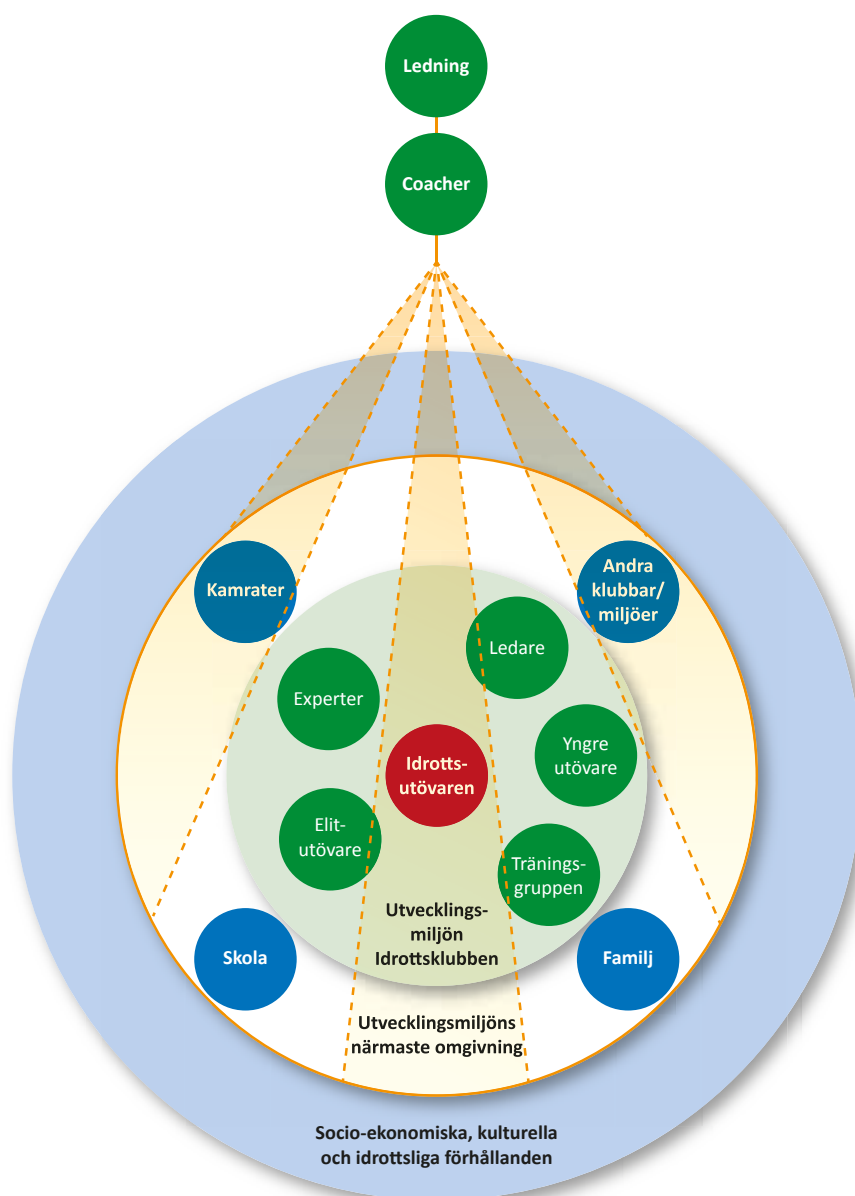 Ledning
Coacher
Kamrater
Andra
klubbar/
miljöer
Ledare
Experter
Yngre
utövare
Idrotts-
utövaren
Elit-
utövare
Tränings-
gruppen
Utvecklings-
miljön
Idrottsklubben
Skola
Familj
Utvecklingsmiljöns
närmaste omgivning
Socio-ekonomiska, kulturella
och idrottsliga förhållanden